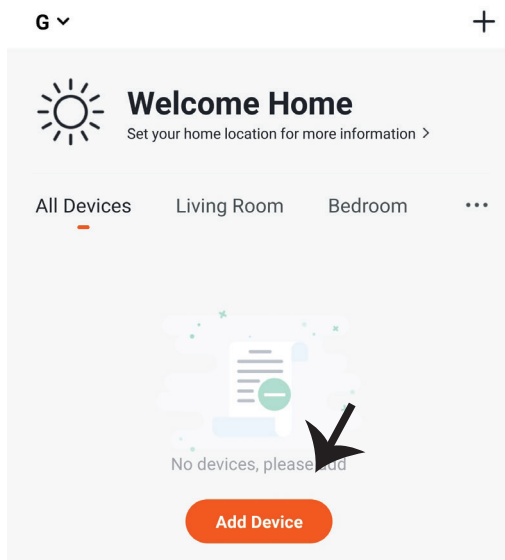 G
Welcome Home
Set your home location for more information >
All Devices Living Room Bedroom ...
No devices, please add
Add Device